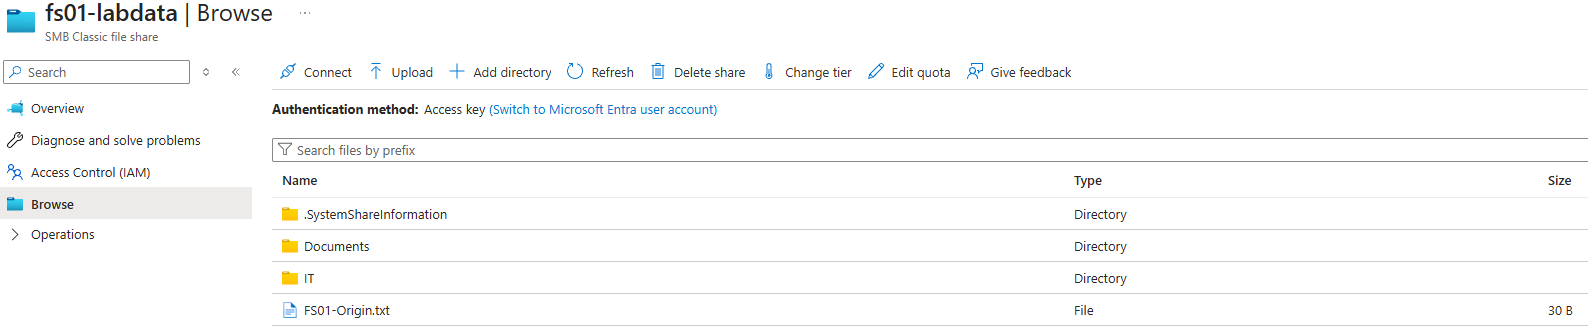 fs01-labdata | Browse ...
SMB Classic file share
Search
Connect Upload Add directory Refresh Delete share Change tier Edit quota Give feedback
Overview
Diagnose and solve problems
Access Control (IAM)
Browse
Operations
Authentication method: Access key (Switch to Microsoft Entra user account)
Search files by prefix
Name Type Size
.SystemShareInformation Directory
Documents Directory
IT Directory
FS01-Origin.txt File 30 B